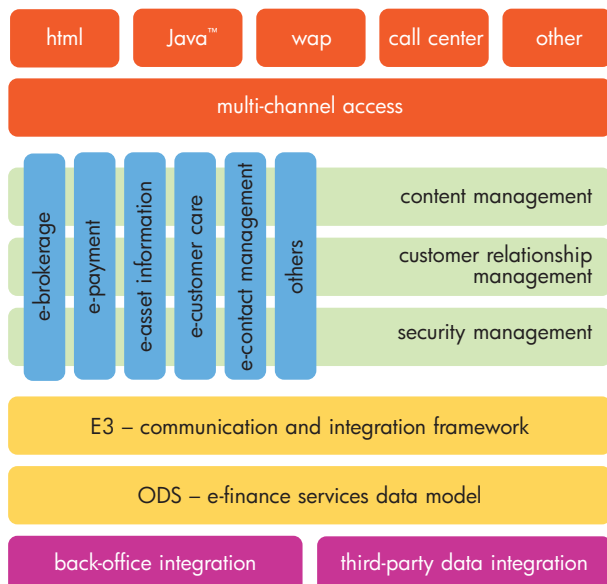 html
Java™
wap
call center
other
multi-channel access
e-brokerage
e-payment
e-asset information
e-customer care
e-contact management
others
content management
customer relationship
management
security management
E3 – communication and integration framework
ODS – e-finance services data model
back-office integration
third-party data integration